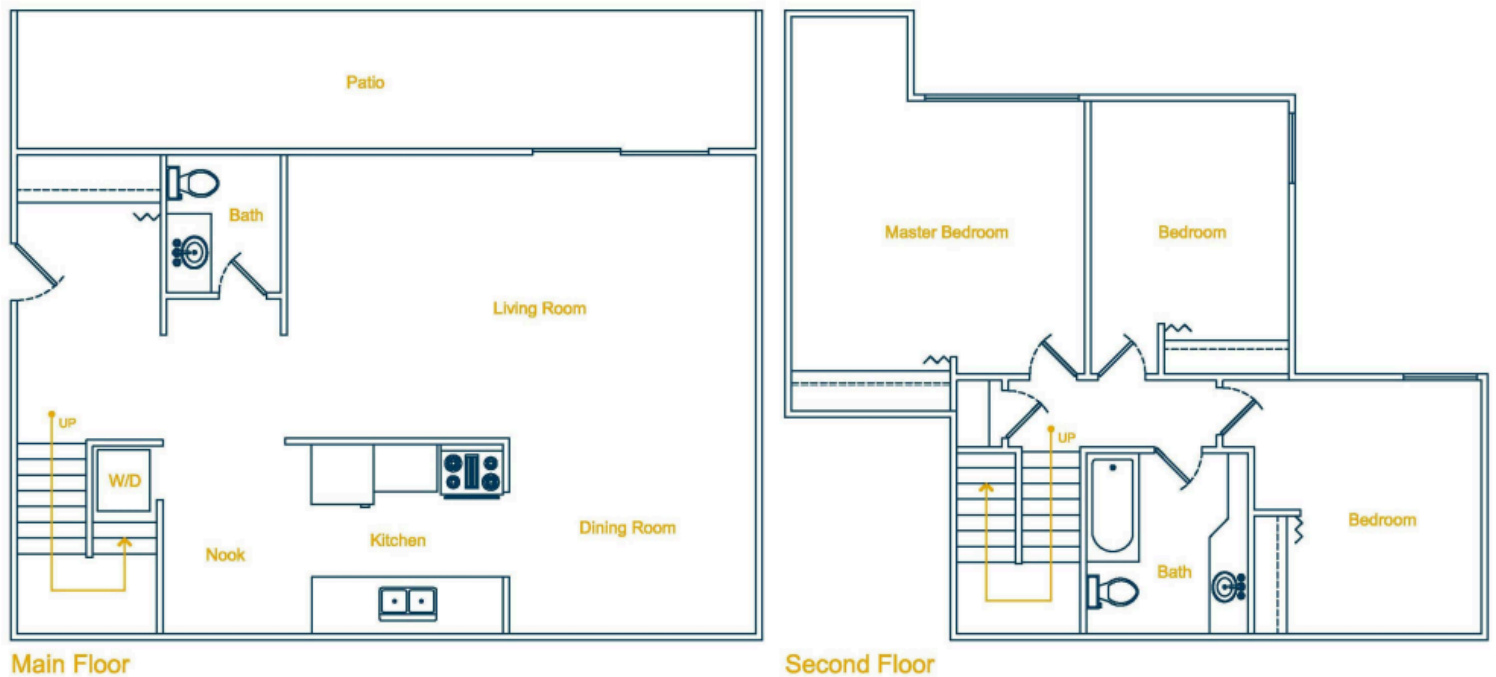 Patio
Bath
Living Room
UP
W/D
Dining Room
Kitchen
Nook
Main Floor
Master Bedroom
Bedroom
UP
Bedroom
Bath
Second Floor